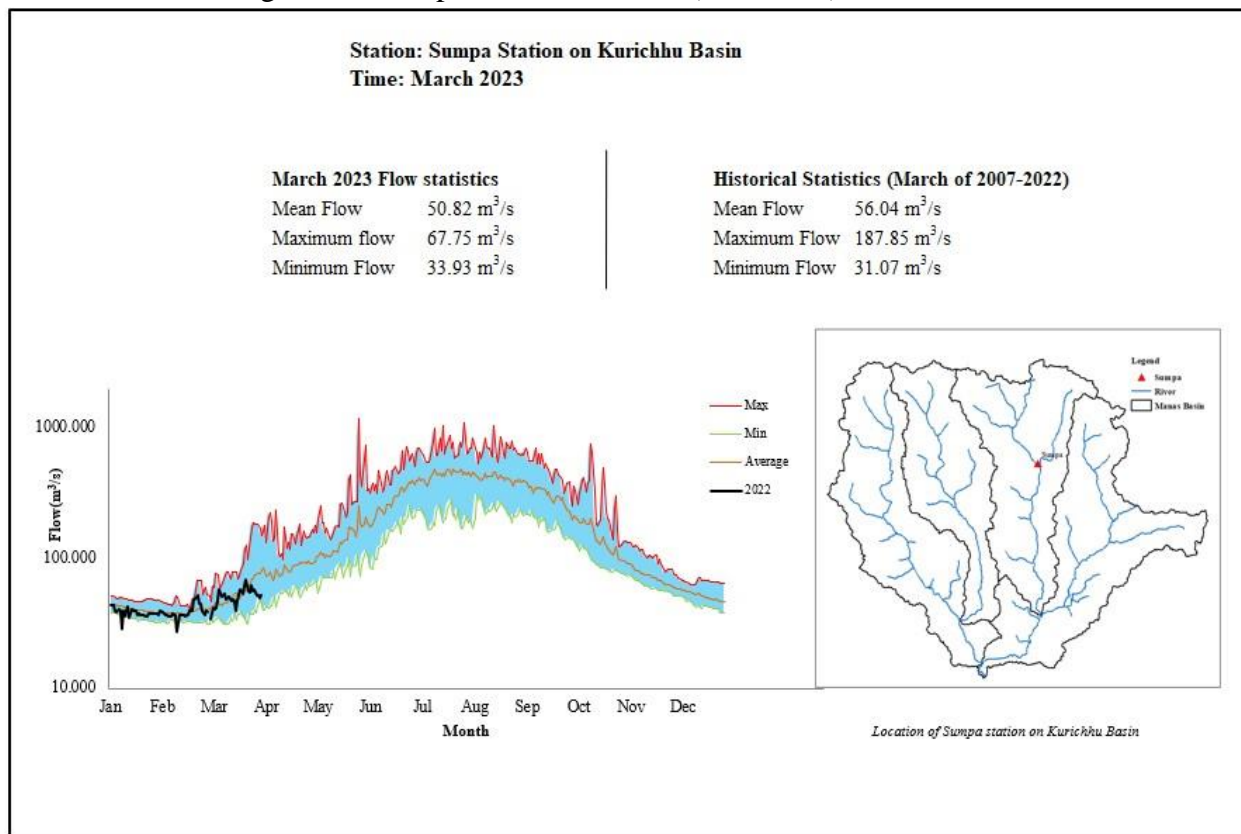 Station: Sumpa Station on Kurichhu Basin
Time: March 2023
March 2023 Flow statistics
Mean Flow 50.82 m³/s
Maximum flow 67.75 m³/s
Minimum Flow 33.93 m³/s
Historical Statistics (March of 2007-2022)
Mean Flow 56.04 m³/s
Maximum Flow 187.85 m³/s
Minimum Flow 31.07 m³/s
Flow(m³/s)
1000.000
100.000
10.000
Jan Feb Mar Apr May Jun Jul Aug Sep Oct Nov Dec
Month
Max
Min
Average
2022
Legend
Sumpa
River
Manas Basin
Sumpa
Location of Sumpa station on Kurichhu Basin